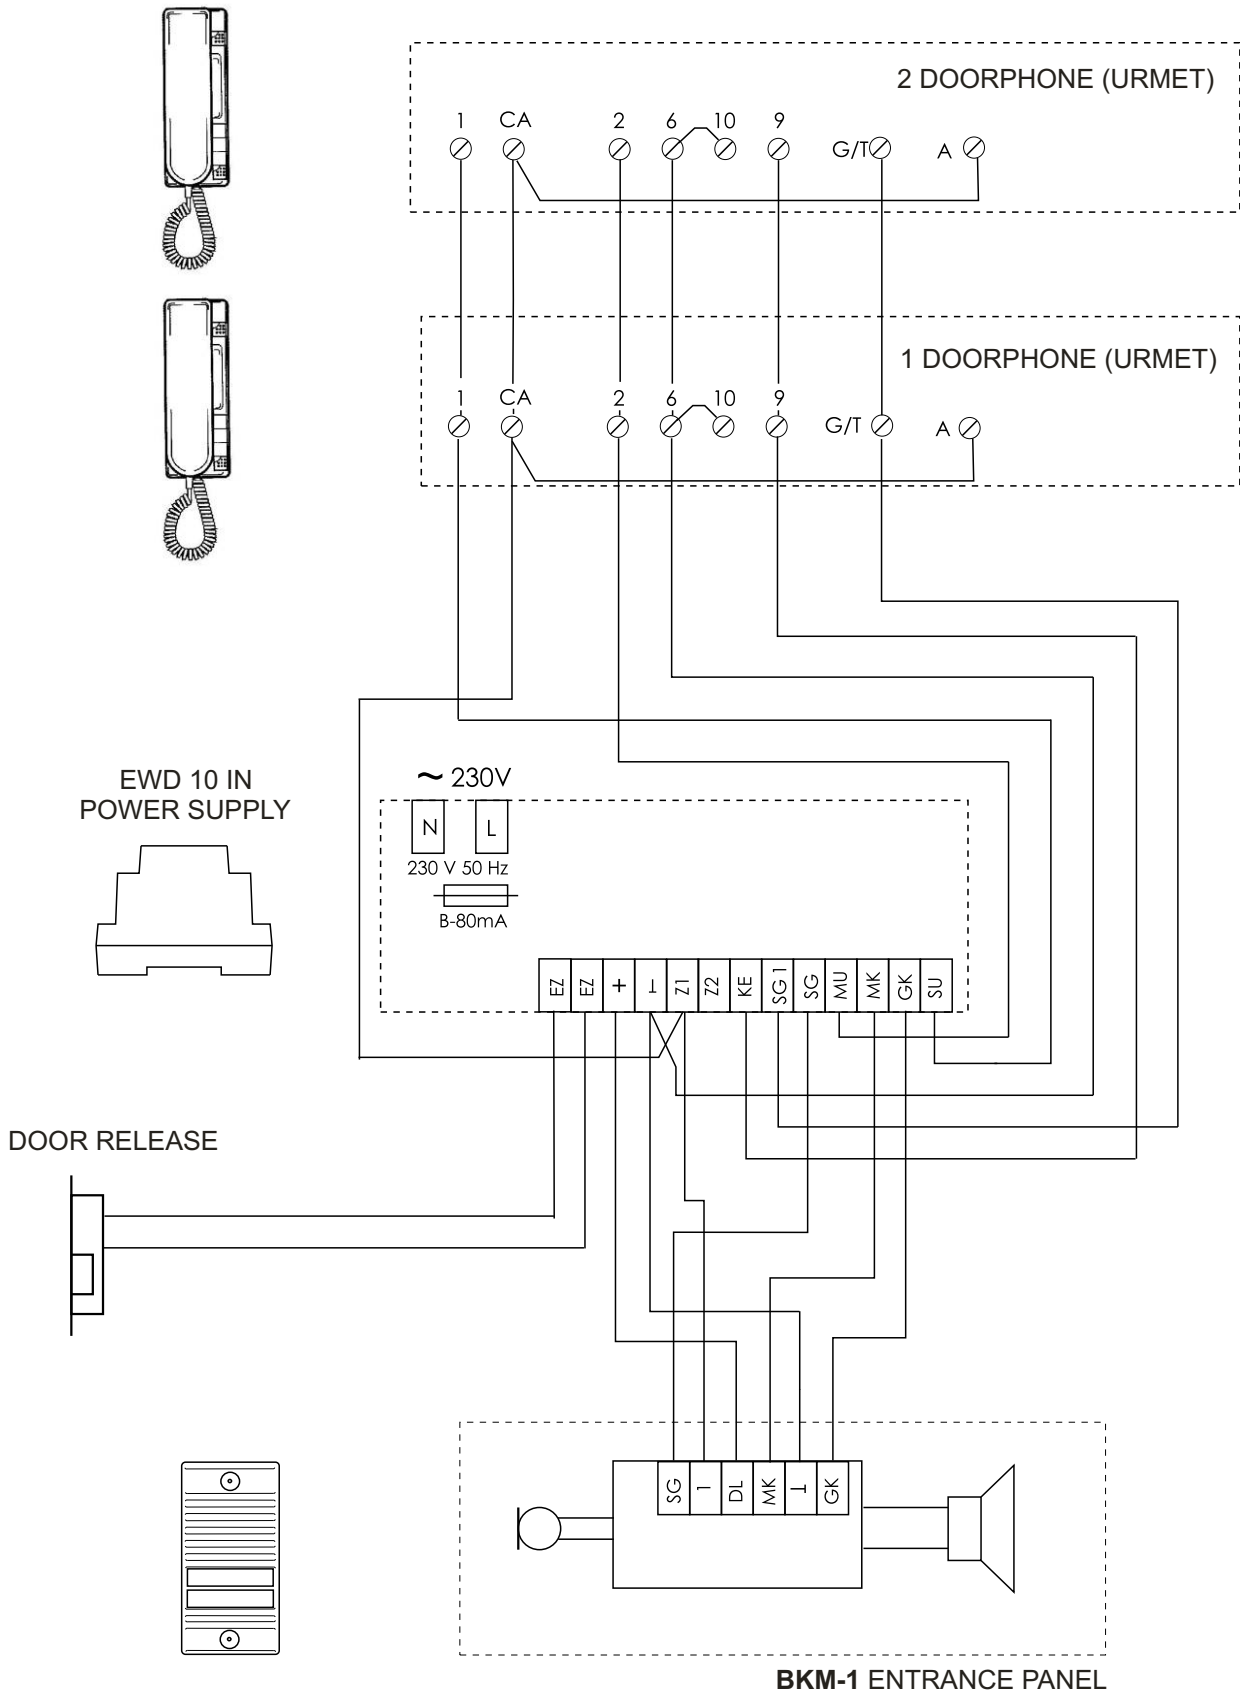 2 DOORPHONE (URMET)
1 CA 2 6 10 9 G/T A
1 DOORPHONE (URMET)
1 CA 2 6 10 9 G/T A
EWD 10 IN
POWER SUPPLY
~ 230V
N L
230 V 50 Hz
B-80mA
EZ EZ + ⊥ Z1 Z2 KE SG1 SG MU MK GK SU
DOOR RELEASE
SG 1 DL MK ⊥ GK
BKM-1 ENTRANCE PANEL